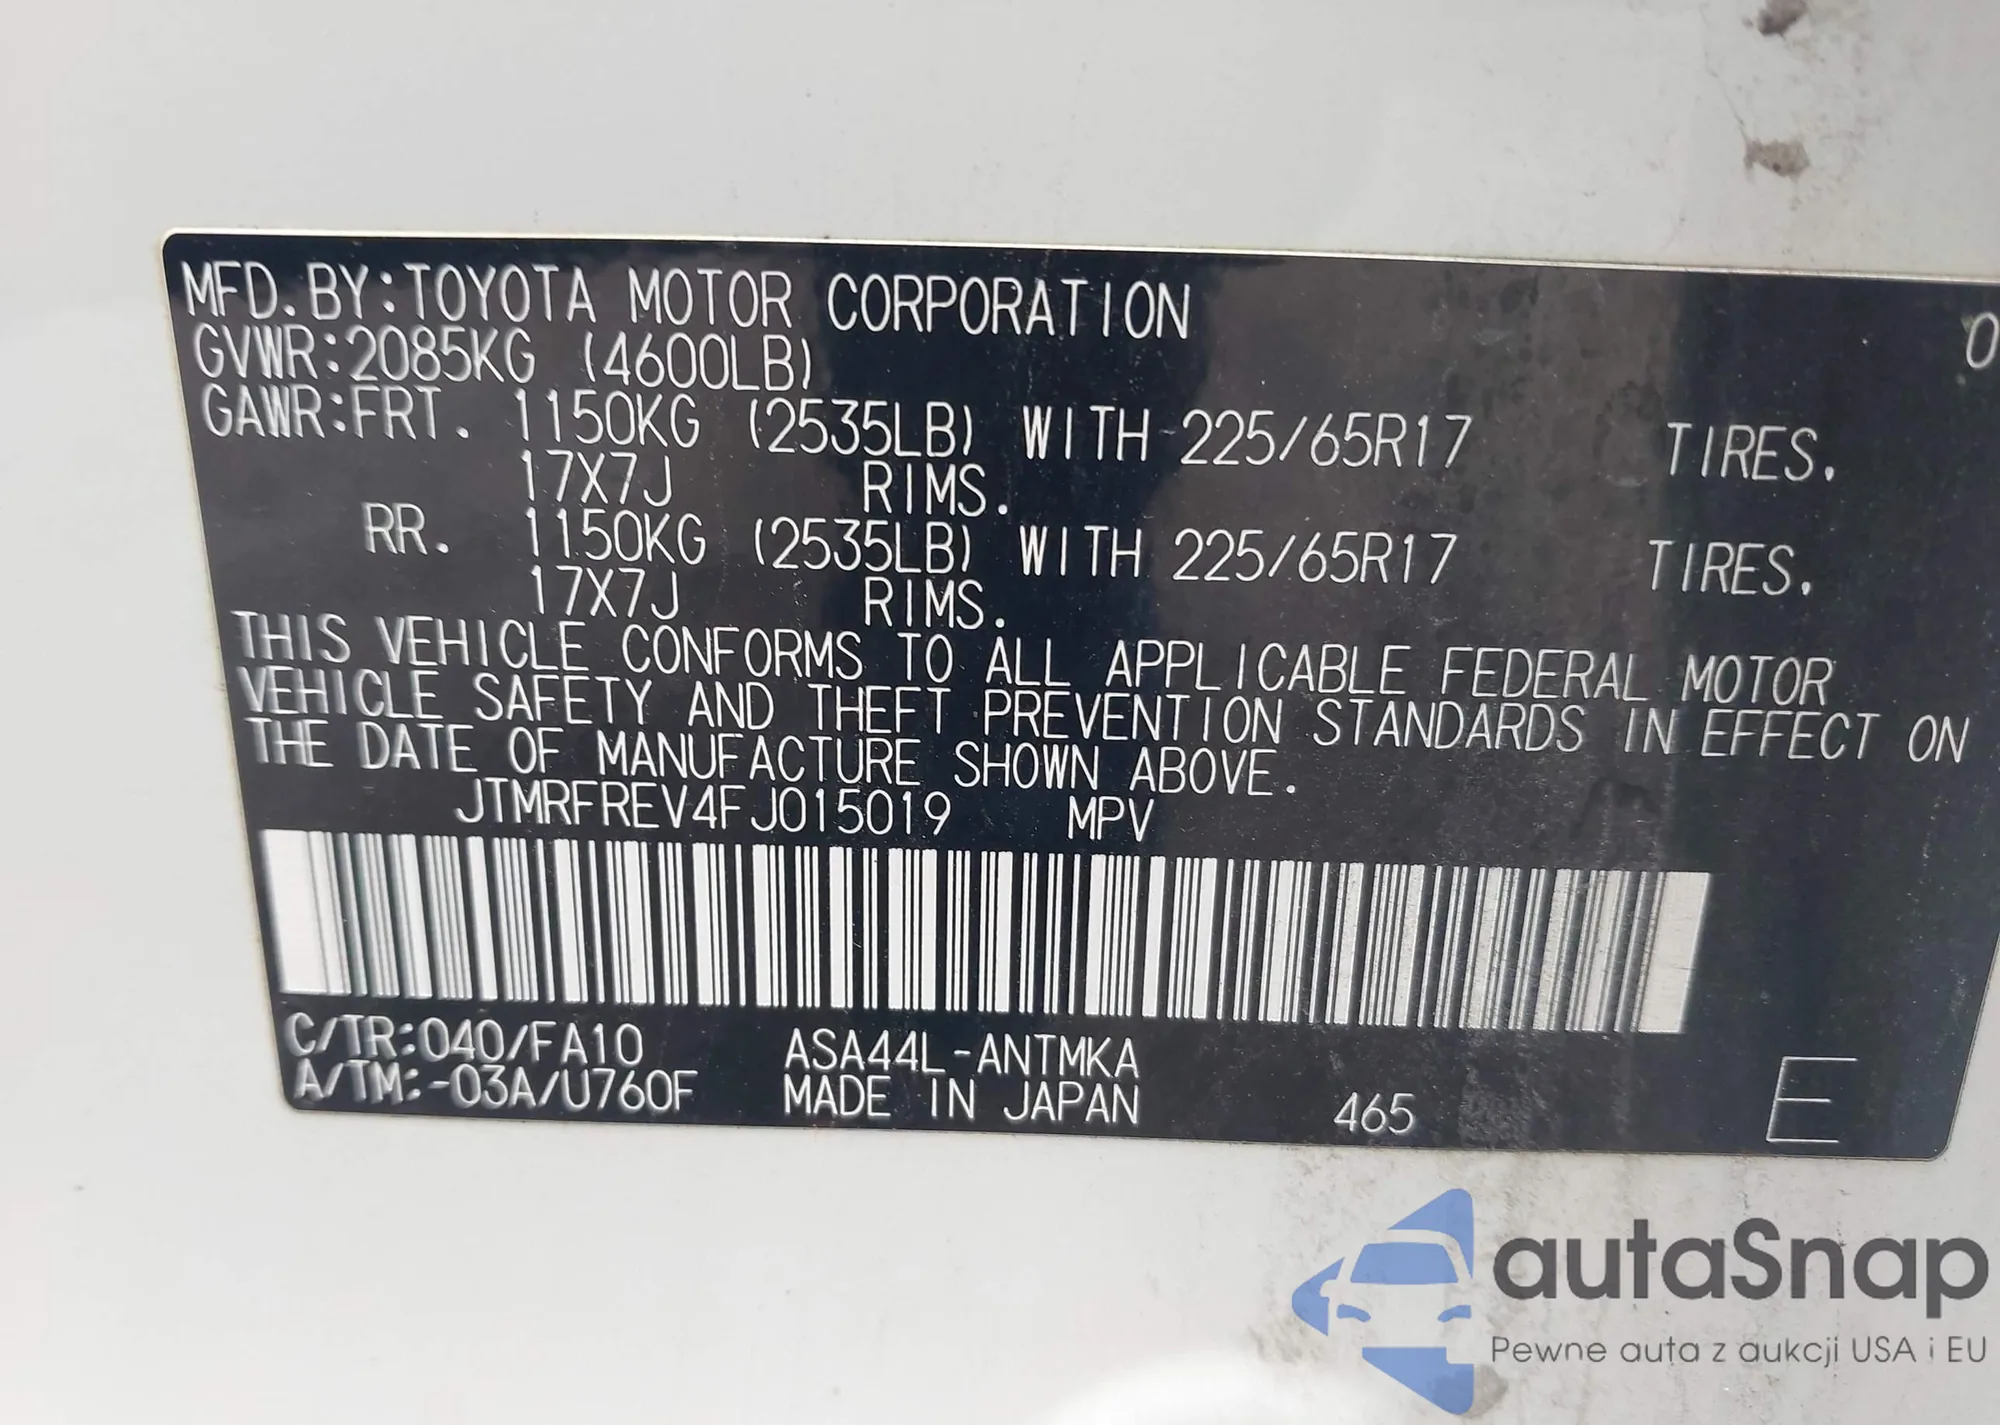 MFD.BY:TOYOTA MOTOR CORPORATION 0
GVWR:2085KG (4600LB)
GAWR:FRT. 1150KG (2535LB) WITH 225/65R17 TIRES,
17X7J RIMS.
RR. 1150KG (2535LB) WITH 225/65R17 TIRES,
17X7J RIMS.
THIS VEHICLE CONFORMS TO ALL APPLICABLE FEDERAL MOTOR
VEHICLE SAFETY AND THEFT PREVENTION STANDARDS IN EFFECT ON
THE DATE OF MANUFACTURE SHOWN ABOVE.
JTMRFREV4FJ015019 MPV
C/TR:040/FA10 ASA44L-ANTMKA
A/TM:-03A/U760F MADE IN JAPAN 465 E
autaSnap
Pewne auta z aukcji USA i EU